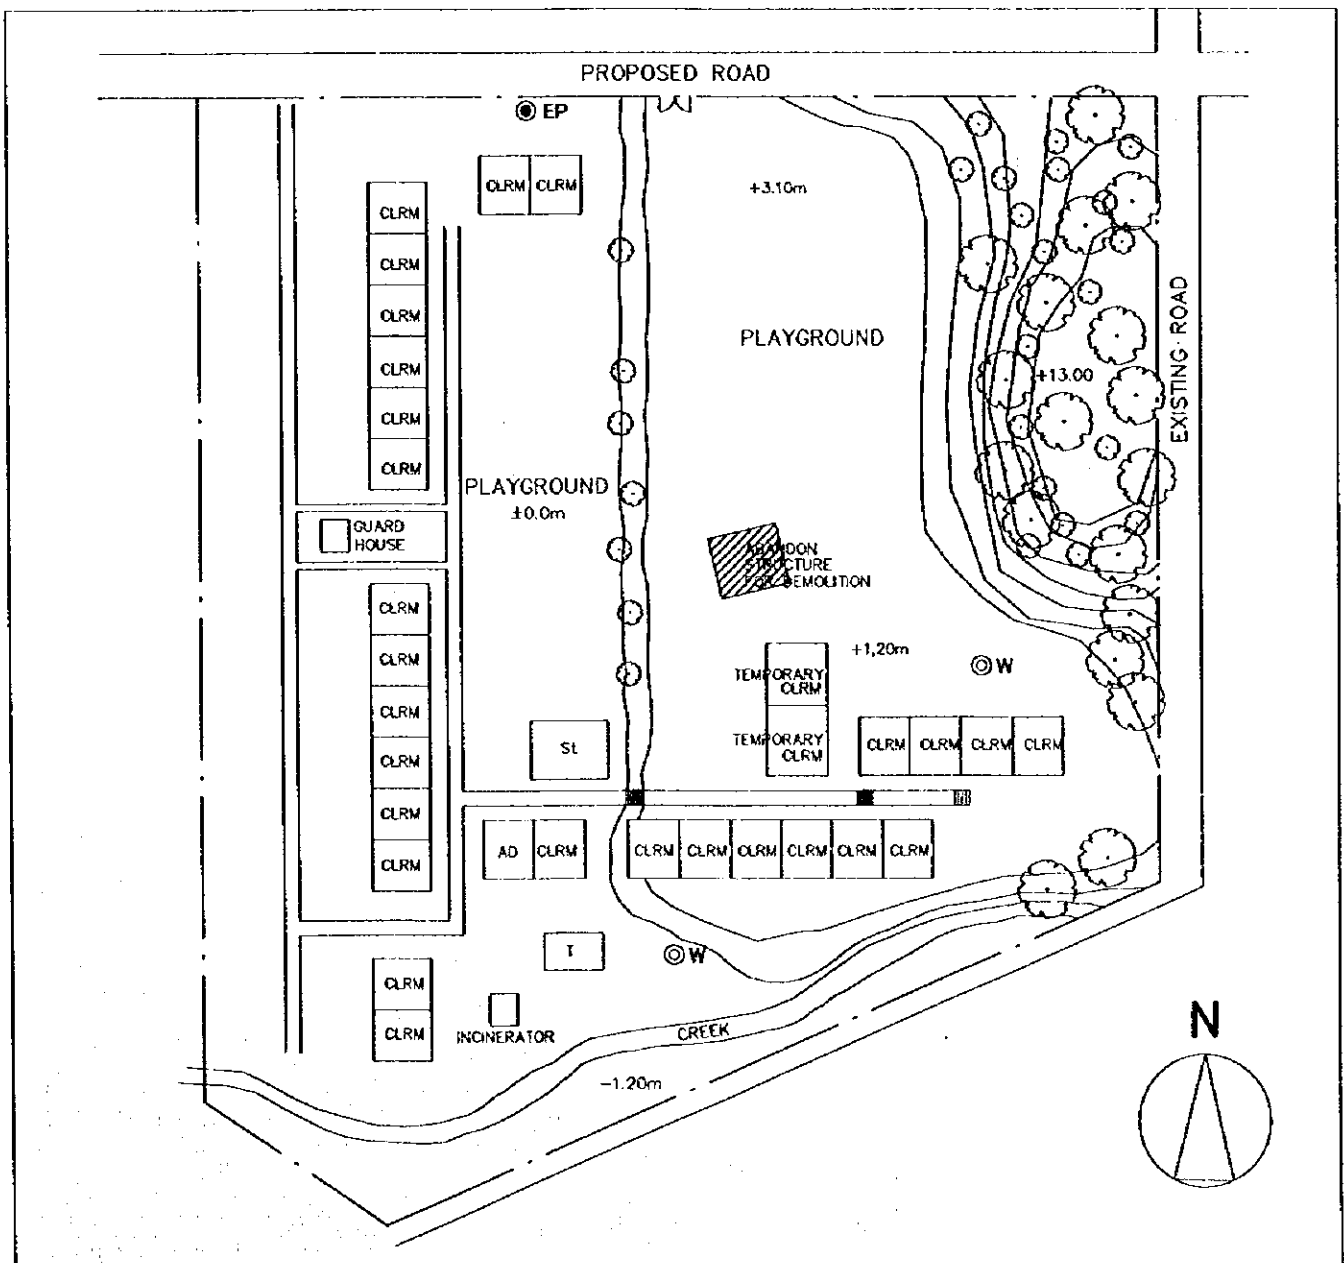 PROPOSED ROAD
EP
CLRM CLRM
+3.10m
CLRM
CLRM
CLRM
CLRM
CLRM
CLRM
PLAYGROUND
EXISTING ROAD
+13.00
PLAYGROUND
±0.0m
GUARD
HOUSE
ABANDON
STRUCTURE
FOR DEMOLITION
CLRM
CLRM
CLRM
CLRM
CLRM
CLRM
+1,20m
W
TEMPORARY
CLRM
TEMPORARY
CLRM
St
CLRM CLRM CLRM CLRM
AD CLRM
CLRM CLRM CLRM CLRM CLRM CLRM
T
W
CLRM
CLRM
INCINERATOR
CREEK
-1.20m
N